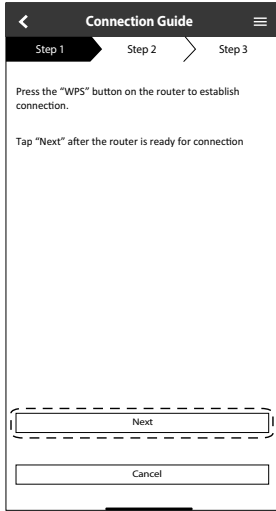 Connection Guide
Step 1 Step 2 Step 3
Press the “WPS” button on the router to establish
connection.
Tap “Next” after the router is ready for connection
Next
Cancel